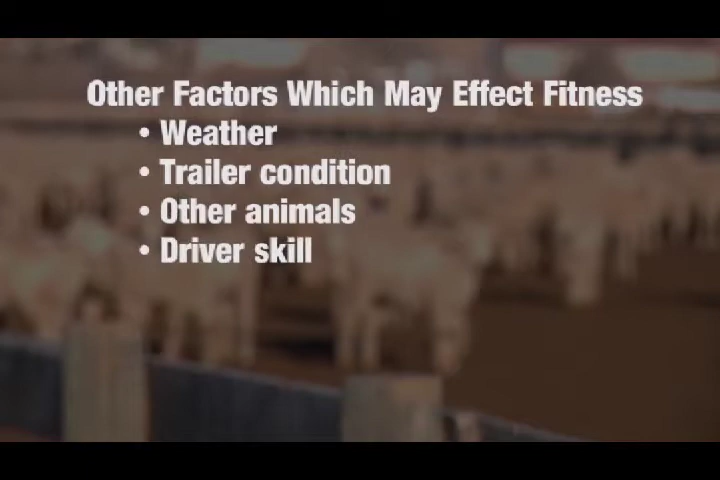 Other Factors Which May Effect Fitness
• Weather
• Trailer condition
• Other animals
• Driver skill